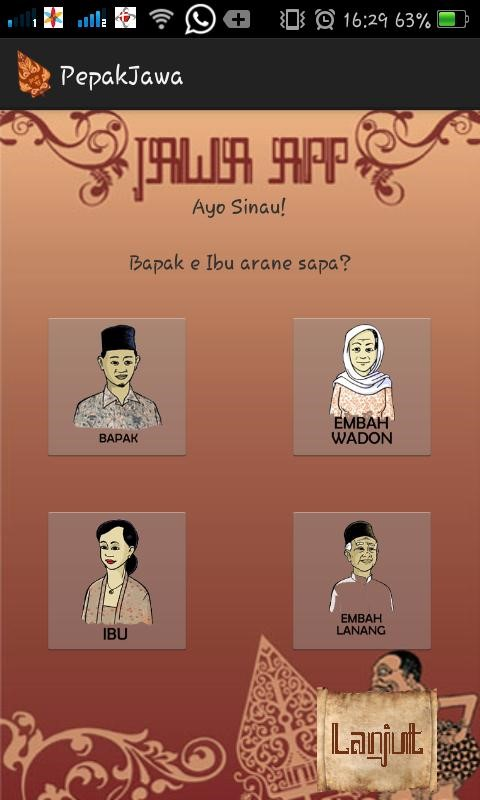 16:29 63%
PepakJawa
JAWA APP
Ayo Sinau!
Bapak e Ibu arane sapa?
BAPAK
EMBAH
WADON
IBU
EMBAH
LANANG
Lanjut